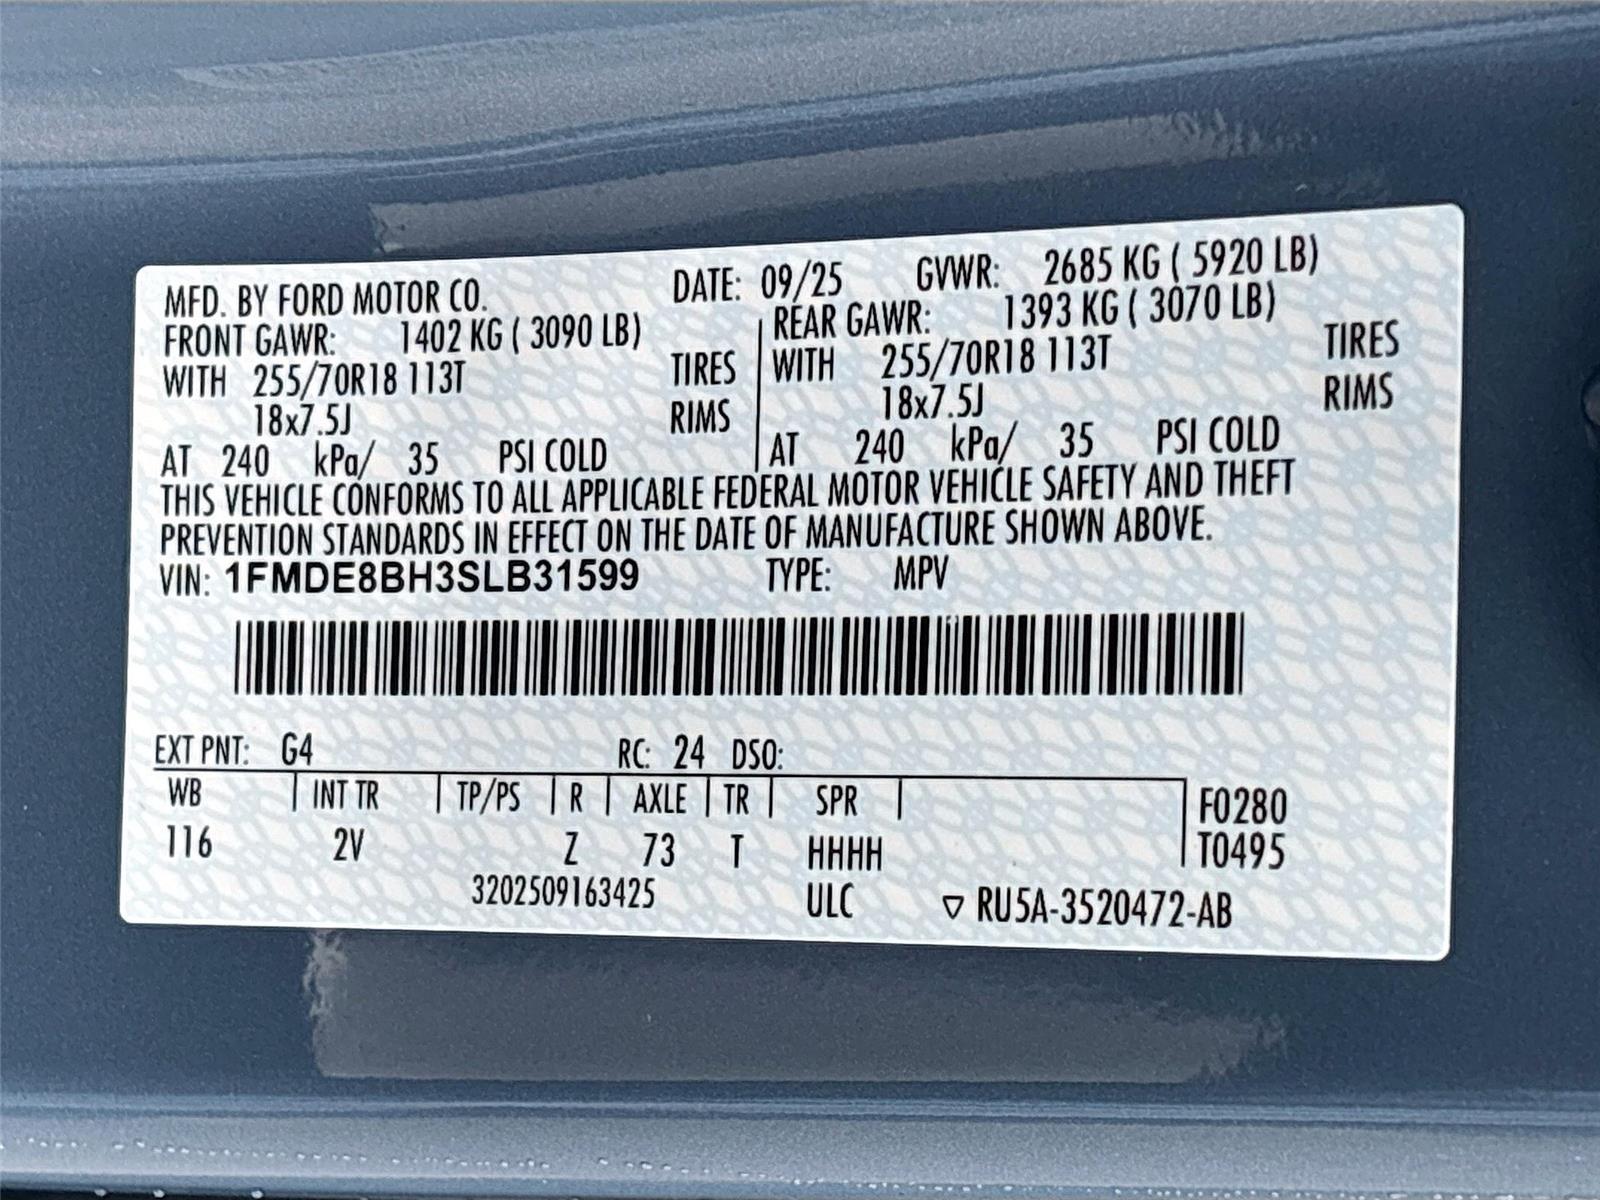 MFD. BY FORD MOTOR CO. DATE: 09/25 GVWR: 2685 KG ( 5920 LB)
FRONT GAWR: 1402 KG ( 3090 LB) REAR GAWR: 1393 KG ( 3070 LB)
WITH 255/70R18 113T TIRES WITH 255/70R18 113T TIRES
18x7.5J RIMS 18x7.5J RIMS
AT 240 kPa/ 35 PSI COLD AT 240 kPa/ 35 PSI COLD
THIS VEHICLE CONFORMS TO ALL APPLICABLE FEDERAL MOTOR VEHICLE SAFETY AND THEFT
PREVENTION STANDARDS IN EFFECT ON THE DATE OF MANUFACTURE SHOWN ABOVE.
VIN: 1FMDE8BH3SLB31599 TYPE: MPV
EXT PNT: G4 RC: 24 DSO:
WB INT TR TP/PS R AXLE TR SPR F0280
116 2V Z 73 T HHHH T0495
3202509163425 ULC ▽ RU5A-3520472-AB